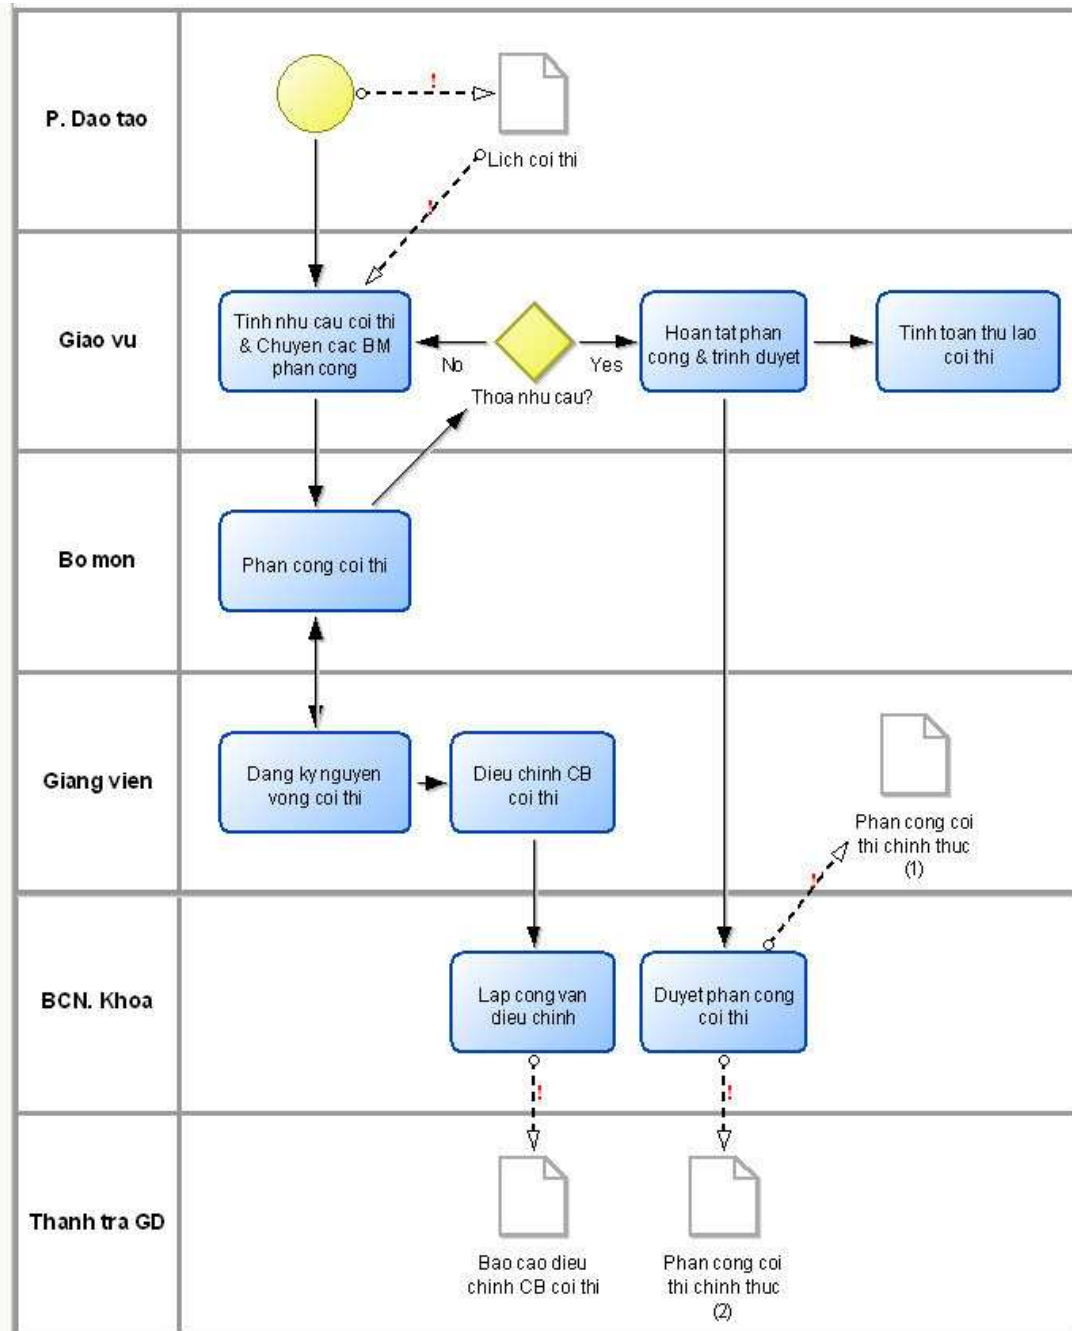 P. Dao tao
!
Lich coi thi
!
Giao vu
Tinh nhu cau coi thi
& Chuyen cac BM
phan cong
No
Thoa nhu cau?
Yes
Hoan tat phan
cong & trinh duyet
Tinh toan thu lao
coi thi
Bo mon
Phan cong coi thi
Giang vien
Dang ky nguyen
vong coi thi
Dieu chinh CB
coi thi
Phan cong coi
thi chinh thuc
(1)
!
BCN. Khoa
Lap cong van
dieu chinh
Duyet phan cong
coi thi
!
!
Thanh tra GD
Bao cao dieu
chinh CB coi thi
Phan cong coi
thi chinh thuc
(2)